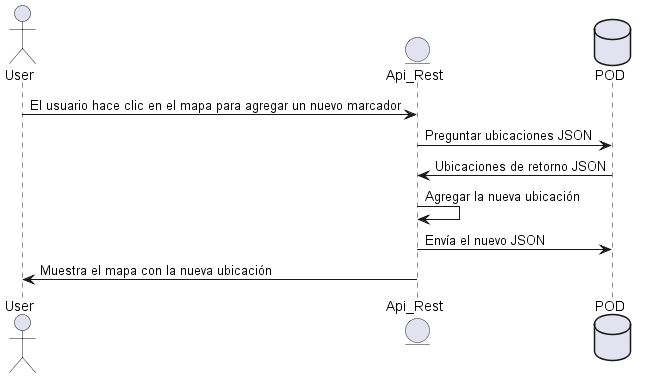 User
Api_Rest
POD
El usuario hace clic en el mapa para agregar un nuevo marcador
Preguntar ubicaciones JSON
Ubicaciones de retorno JSON
Agregar la nueva ubicación
Envía el nuevo JSON
Muestra el mapa con la nueva ubicación
User
Api_Rest
POD